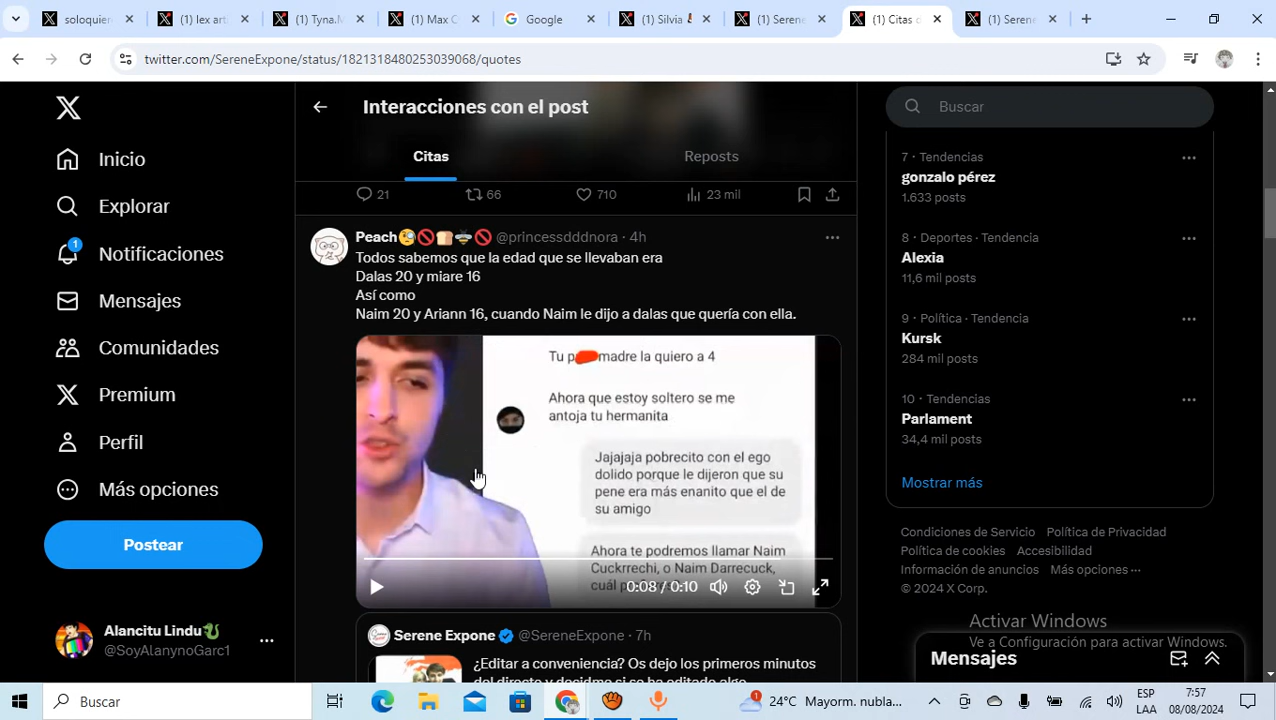 soloquier
(1) lex art
(1) Tyna.M
(1) Max C
Google
(1) Silvia
(1) Serene
(1) Citas d
(1) Serene
twitter.com/SereneExpone/status/1821318480253039068/quotes
Inicio
Explorar
1
Notificaciones
Mensajes
Comunidades
Premium
Perfil
Más opciones
Postear
Alancitu Lindu
@SoyAlanynoGarc1
Interacciones con el post
Citas
Reposts
21
66
710
23 mil
Peach @princessdddnora · 4h
Todos sabemos que la edad que se llevaban era
Dalas 20 y miare 16
Así como
Naim 20 y Ariann 16, cuando Naim le dijo a dalas que quería con ella.
Tu p madre la quiero a 4
Ahora que estoy soltero se me
antoja tu hermanita
Jajajaja pobrecito con el ego
dolido porque le dijeron que su
pene era más enanito que el de
su amigo
Ahora te podremos llamar Naim
Cuckrrechi, o Naim Darrecuck,
0:08 / 0:10
Serene Expone @SereneExpone · 7h
¿Editar a conveniencia? Os dejo los primeros minutos
del directo y decidme si se ha editado algo
Buscar
7 · Tendencias
gonzalo pérez
1.633 posts
8 · Deportes · Tendencia
Alexia
11,6 mil posts
9 · Política · Tendencia
Kursk
284 mil posts
10 · Tendencias
Parlament
34,4 mil posts
Mostrar más
Condiciones de Servicio Política de Privacidad
Política de cookies Accesibilidad
Información de anuncios Más opciones ···
© 2024 X Corp.
Activar Windows
Ve a Configuración para activar Windows.
Mensajes
Buscar
1
24°C Mayorm. nubla...
ESP
LAA
7:57
08/08/2024